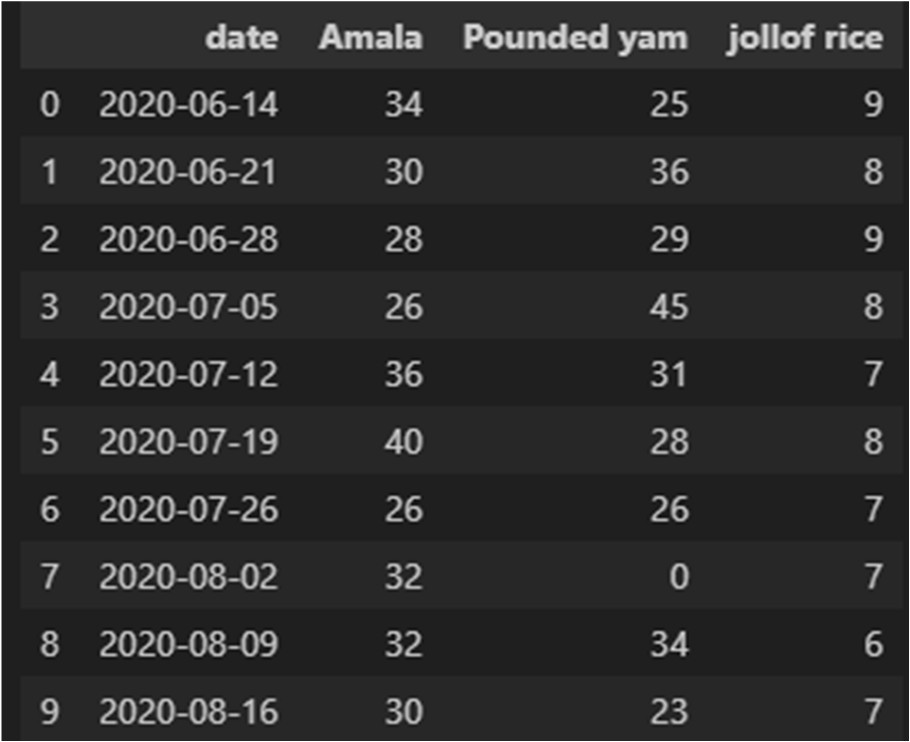 date Amala Pounded yam jollof rice
0 2020-06-14 34 25 9
1 2020-06-21 30 36 8
2 2020-06-28 28 29 9
3 2020-07-05 26 45 8
4 2020-07-12 36 31 7
5 2020-07-19 40 28 8
6 2020-07-26 26 26 7
7 2020-08-02 32 0 7
8 2020-08-09 32 34 6
9 2020-08-16 30 23 7